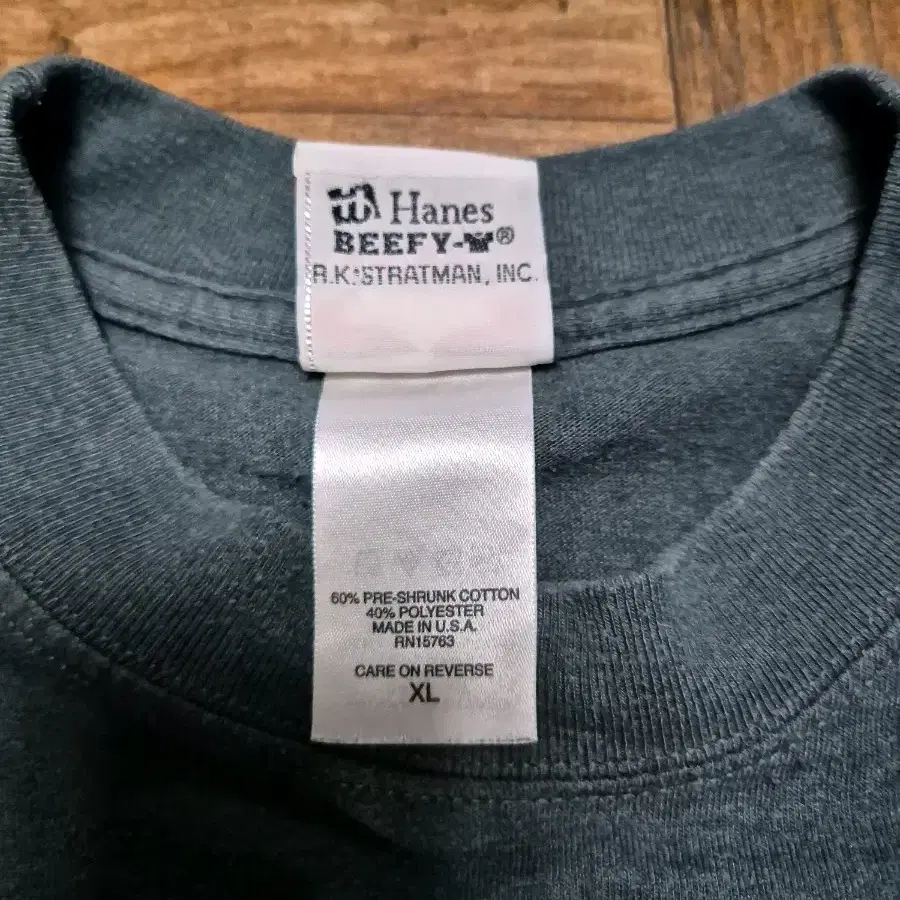 Hanes
BEEFY-®
R.K. STRATMAN, INC.
60% PRE-SHRUNK COTTON
40% POLYESTER
MADE IN U.S.A.
RN15763
CARE ON REVERSE
XL